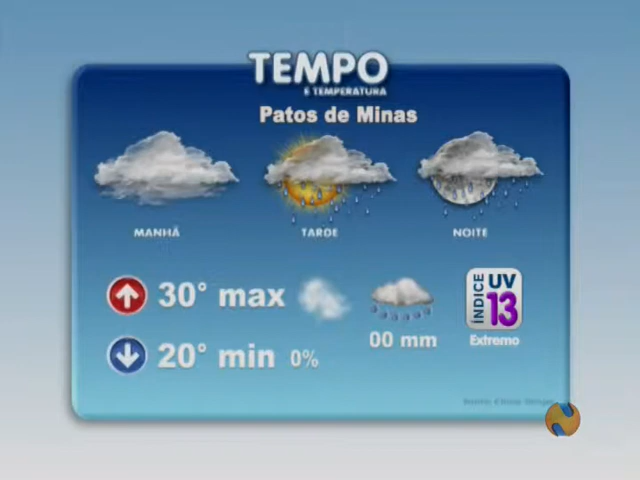 TEMPO
E TEMPERATURA
Patos de Minas
MANHÃ
TARDE
NOITE
30° max
20° min
0%
00 mm
ÍNDICE
UV
13
Extremo